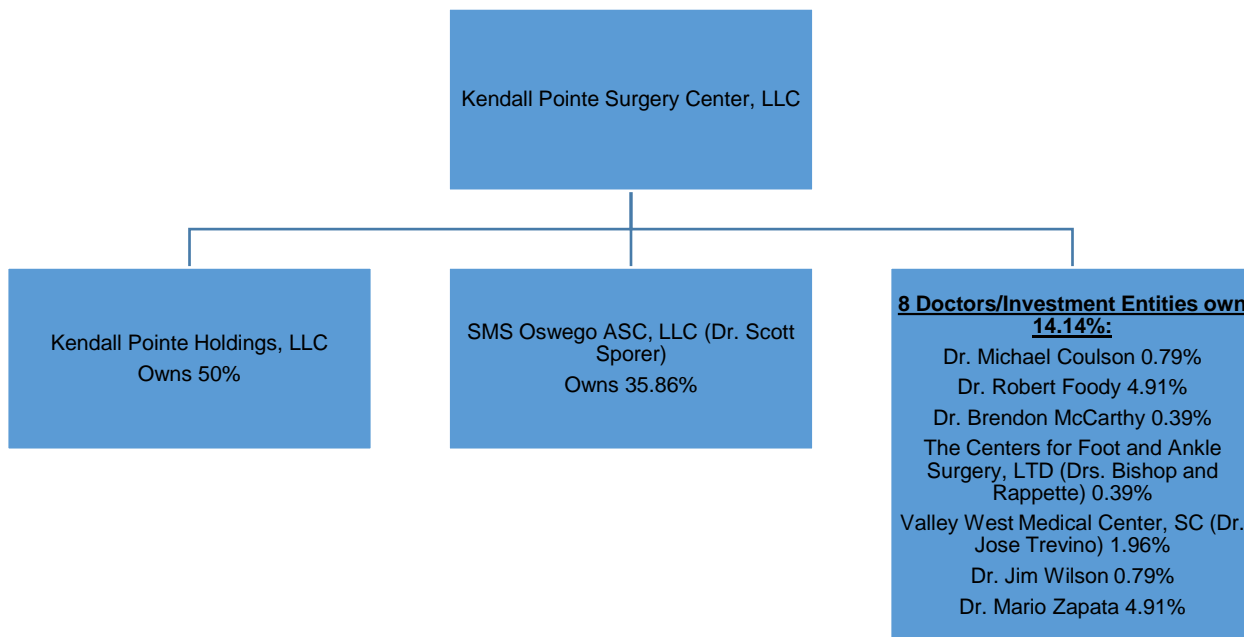 Kendall Pointe Surgery Center, LLC
Kendall Pointe Holdings, LLC
Owns 50%
SMS Oswego ASC, LLC (Dr. Scott
Sporer)
Owns 35.86%
8 Doctors/Investment Entities own
14.14%:
Dr. Michael Coulson 0.79%
Dr. Robert Foody 4.91%
Dr. Brendon McCarthy 0.39%
The Centers for Foot and Ankle
Surgery, LTD (Drs. Bishop and
Rappette) 0.39%
Valley West Medical Center, SC (Dr.
Jose Trevino) 1.96%
Dr. Jim Wilson 0.79%
Dr. Mario Zapata 4.91%